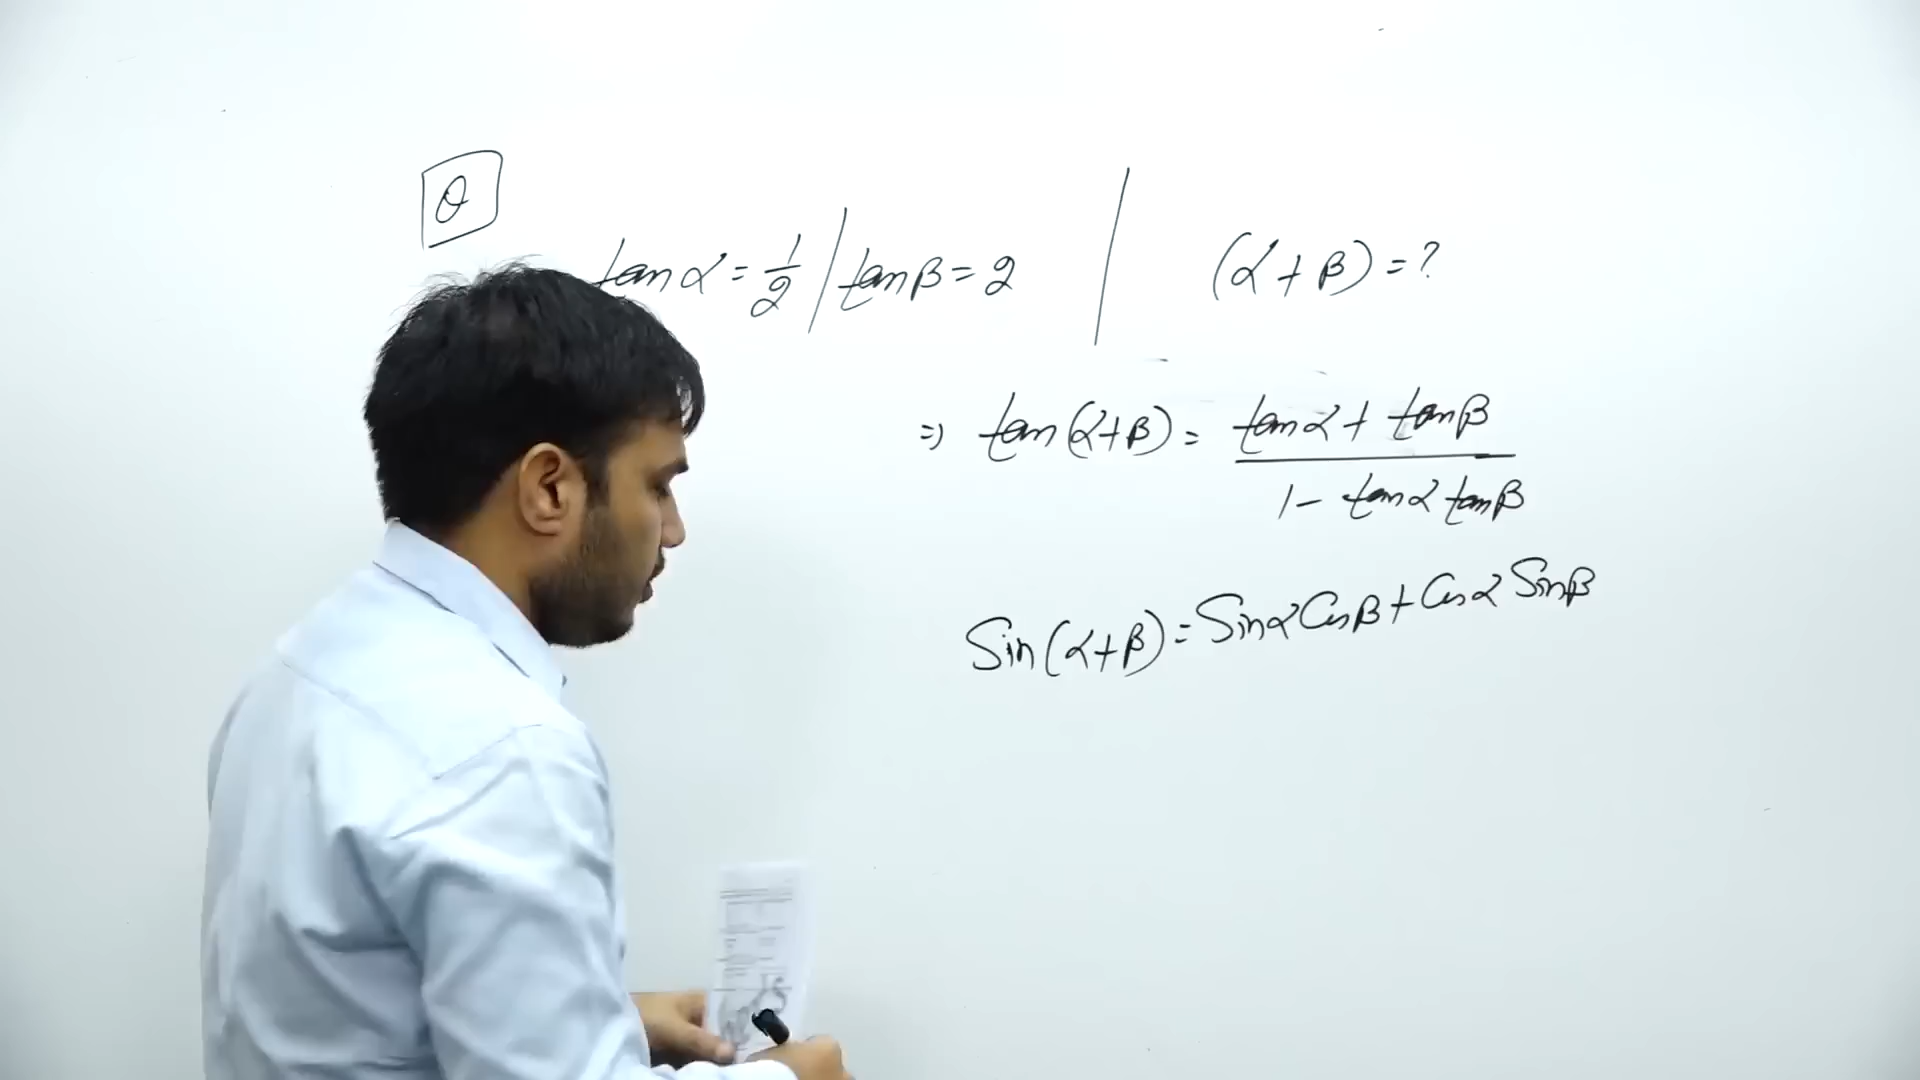 Q
tan α = 1/2 / tan β = 2 | (α + β) = ?
⇒ tan (α+β) = tan α + tan β / 1 - tan α tan β
Sin (α+β) = Sin α Cos β + Cos α Sin β